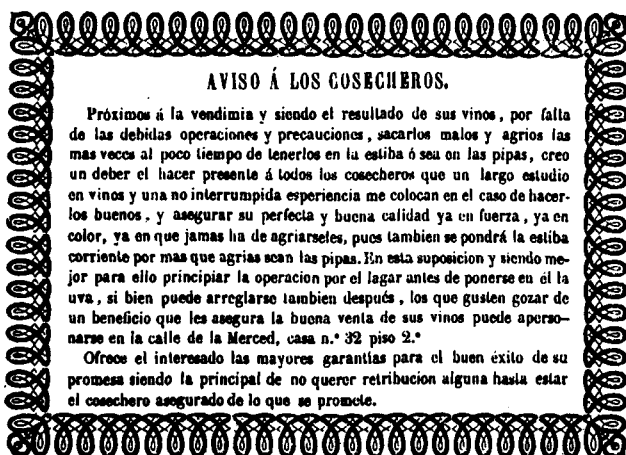 AVISO Á LOS COSECHEROS.
Próximos á la vendimia y siendo el resultado de sus vinos, por falta
de las debidas operaciones y precauciones, sacarlos malos y agrios las
mas veces al poco tiempo de tenerlos en la estiba ó sea en las pipas, creo
un deber el hacer presente á todos los cosecheros que un largo estudio
en vinos y una no interrumpida esperiencia me colocan en el caso de hacer-
los buenos, y asegurar su perfecta y buena calidad ya en fuerza, ya en
color, ya en que jamas ha de agriarseles, pues tambien se pondrá la estiba
corriente por mas que agrias sean las pipas. En esta suposicion y siendo me-
jor para ello principiar la operacion por el lagar antes de ponerse en él la
uva, si bien puede arreglarse tambien después, los que gusten gozar de
un beneficio que les asegura la buena venta de sus vinos puede aperso-
narse en la calle de la Merced, casa n.º 32 piso 2.º
Ofrece el interesado las mayores garantías para el buen éxito de su
promesa siendo la principal de no querer retribucion alguna hasta estar
el cosechero asegurado de lo que se promete.